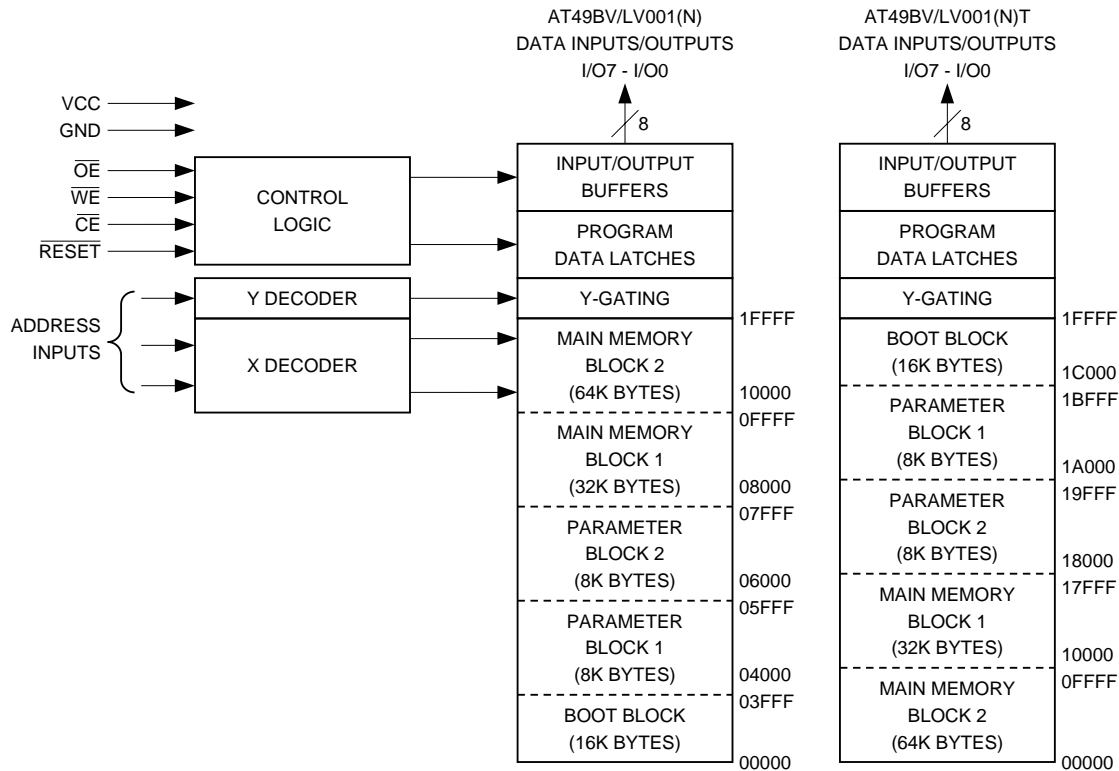 AT49BV/LV001(N)
DATA INPUTS/OUTPUTS
I/O7 - I/O0
8
AT49BV/LV001(N)T
DATA INPUTS/OUTPUTS
I/O7 - I/O0
8
VCC
GND
OE
WE
CE
RESET
ADDRESS
INPUTS
CONTROL
LOGIC
Y DECODER
X DECODER
INPUT/OUTPUT
BUFFERS
PROGRAM
DATA LATCHES
Y-GATING
1FFFF
MAIN MEMORY
BLOCK 2
(64K BYTES)
10000
0FFFF
MAIN MEMORY
BLOCK 1
(32K BYTES)
08000
07FFF
PARAMETER
BLOCK 2
(8K BYTES)
06000
05FFF
PARAMETER
BLOCK 1
(8K BYTES)
04000
03FFF
BOOT BLOCK
(16K BYTES)
00000
INPUT/OUTPUT
BUFFERS
PROGRAM
DATA LATCHES
Y-GATING
1FFFF
BOOT BLOCK
(16K BYTES)
1C000
1BFFF
PARAMETER
BLOCK 1
(8K BYTES)
1A000
19FFF
PARAMETER
BLOCK 2
(8K BYTES)
18000
17FFF
MAIN MEMORY
BLOCK 1
(32K BYTES)
10000
0FFFF
MAIN MEMORY
BLOCK 2
(64K BYTES)
00000